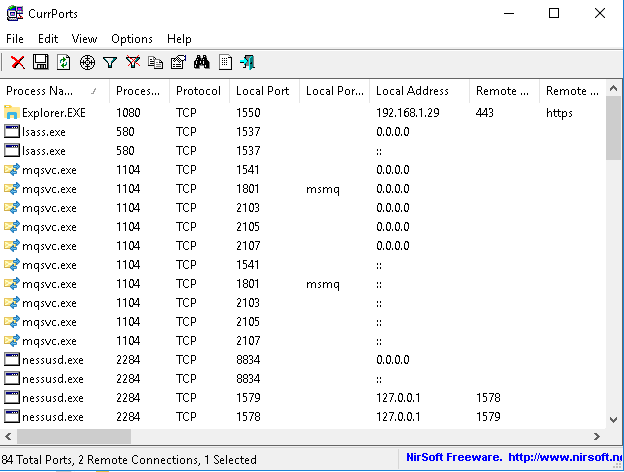 CurrPorts
File Edit View Options Help
Process Na... Proces... Protocol Local Port Local Por... Local Address Remote ... Remote ...
Explorer.EXE 1080 TCP 1550 192.168.1.29 443 https
lsass.exe 580 TCP 1537 0.0.0.0
lsass.exe 580 TCP 1537 ::
mqsvc.exe 1104 TCP 1541 0.0.0.0
mqsvc.exe 1104 TCP 1801 msmq 0.0.0.0
mqsvc.exe 1104 TCP 2103 0.0.0.0
mqsvc.exe 1104 TCP 2105 0.0.0.0
mqsvc.exe 1104 TCP 2107 0.0.0.0
mqsvc.exe 1104 TCP 1541 ::
mqsvc.exe 1104 TCP 1801 msmq ::
mqsvc.exe 1104 TCP 2103 ::
mqsvc.exe 1104 TCP 2105 ::
mqsvc.exe 1104 TCP 2107 ::
nessusd.exe 2284 TCP 8834 0.0.0.0
nessusd.exe 2284 TCP 8834 ::
nessusd.exe 2284 TCP 1579 127.0.0.1 1578
nessusd.exe 2284 TCP 1578 127.0.0.1 1579
84 Total Ports, 2 Remote Connections, 1 Selected NirSoft Freeware. http://www.nirsoft.ne